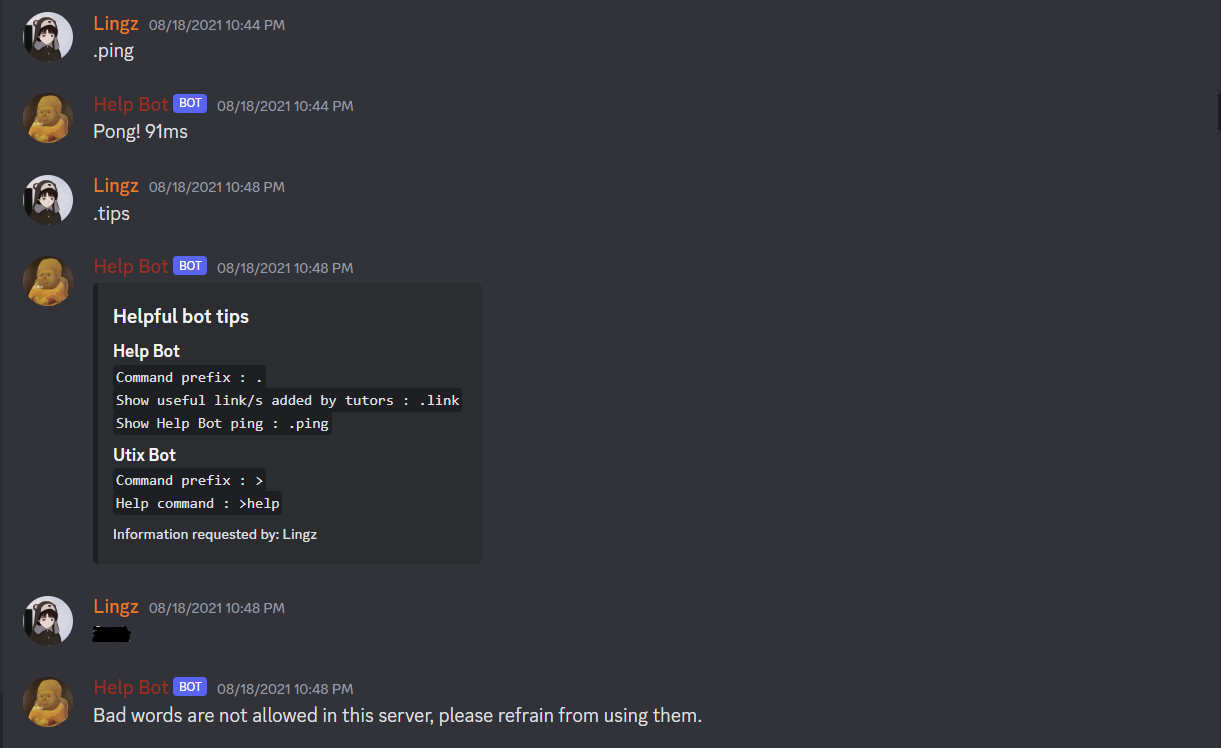 Lingz 08/18/2021 10:44 PM
.ping
Help Bot BOT 08/18/2021 10:44 PM
Pong! 91ms
Lingz 08/18/2021 10:48 PM
.tips
Help Bot BOT 08/18/2021 10:48 PM
Helpful bot tips
Help Bot
Command prefix : .
Show useful link/s added by tutors : .link
Show Help Bot ping : .ping
Utix Bot
Command prefix : >
Help command : >help
Information requested by: Lingz
Lingz 08/18/2021 10:48 PM
Help Bot BOT 08/18/2021 10:48 PM
Bad words are not allowed in this server, please refrain from using them.